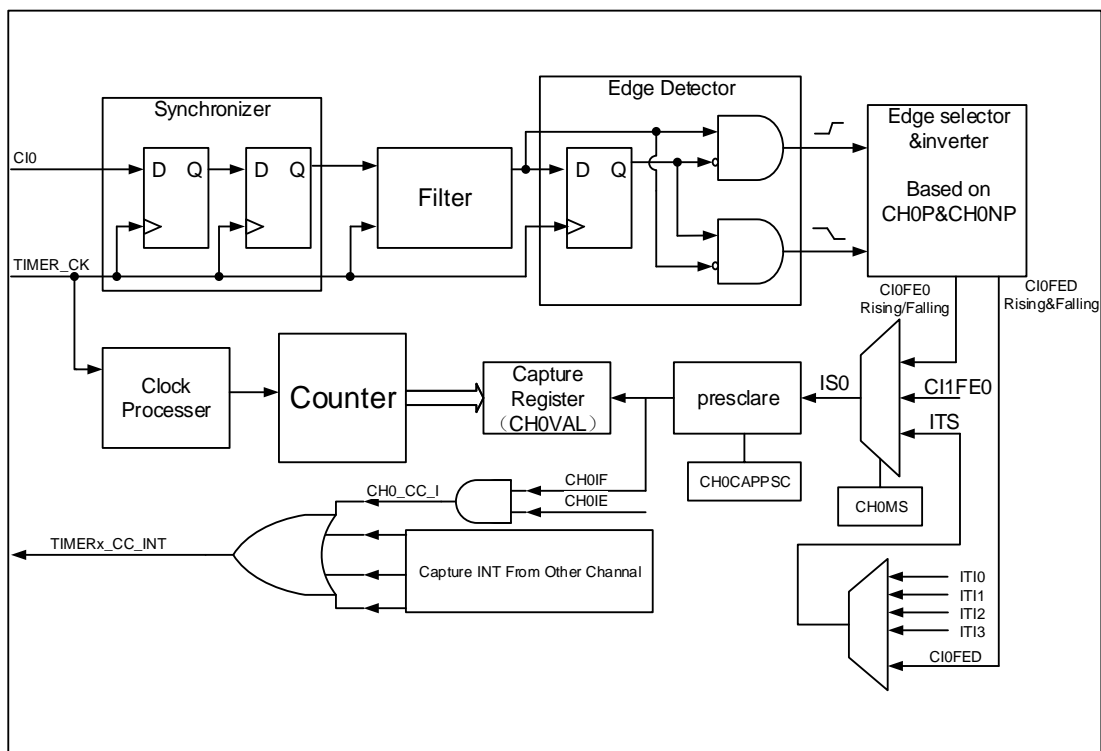 Synchronizer
Edge Detector
Edge selector
&inverter
Based on
CH0P&CH0NP
CI0
D Q
D Q
Filter
D Q
TIMER_CK
CI0FE0
Rising/Falling
CI0FED
Rising&Falling
Clock
Processer
Counter
Capture
Register
（CH0VAL）
presclare
IS0
CI1FE0
ITS
CH0CAPPSC
CH0MS
CH0IF
CH0_CC_I
CH0IE
TIMERx_CC_INT
Capture INT From Other Channel
ITI0
ITI1
ITI2
ITI3
CI0FED